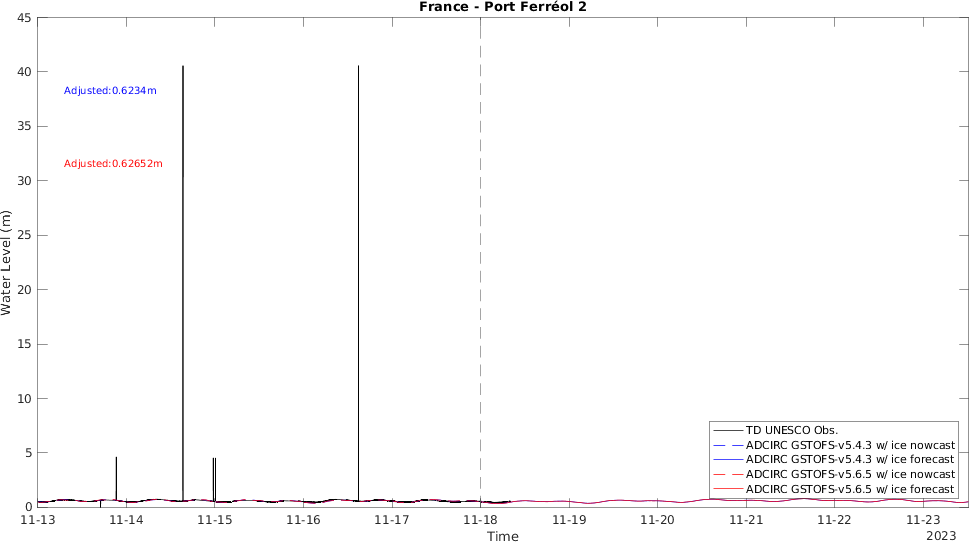 France - Port Ferréol 2
45
40
35
30
25
20
15
10
5
0
Water Level (m)
Adjusted:0.6234m
Adjusted:0.62652m
TD UNESCO Obs.
ADCIRC GSTOFS-v5.4.3 w/ ice nowcast
ADCIRC GSTOFS-v5.4.3 w/ ice forecast
ADCIRC GSTOFS-v5.6.5 w/ ice nowcast
ADCIRC GSTOFS-v5.6.5 w/ ice forecast
11-13 11-14 11-15 11-16 11-17 11-18 11-19 11-20 11-21 11-22 11-23
Time
2023